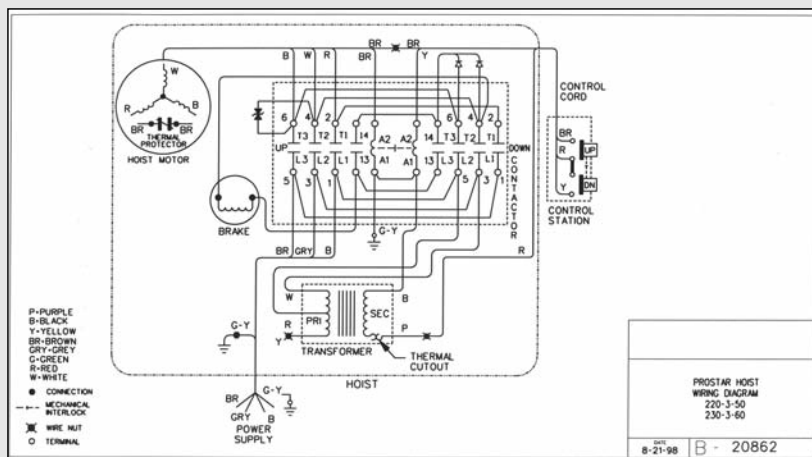 B W R BR BR Y
BR
W
R B
BR BR
THERMAL
PROTECTOR
HOIST MOTOR
6 4 2
T3 T2 T1 14 A2 A2 14 T3 T2 T1
6 4 2
UP
DOWN
L3 L2 L1 13 A1 A1 13 L3 L2 L1
5 3 1
5 3 1
CONTACTOR
BRAKE
CONTROL
CORD
BR
R
Y
UP
DN
CONTROL
STATION
G-Y
BR GRY B
R
W
PRI
SEC
B
R
Y
P
TRANSFORMER
THERMAL
CUTOUT
HOIST
G-Y
BR
GRY
B
G-Y
POWER
SUPPLY
P-PURPLE
B-BLACK
Y-YELLOW
BR-BROWN
GRY-GREY
G-GREEN
R-RED
W-WHITE
CONNECTION
MECHANICAL
INTERLOCK
WIRE NUT
TERMINAL
PROSTAR HOIST
WIRING DIAGRAM
220-3-50
230-3-60
DATE
8-21-98
B - 20862